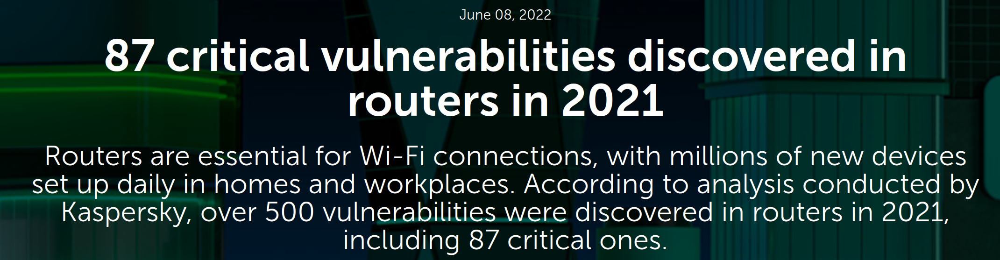 June 08, 2022
87 critical vulnerabilities discovered in
routers in 2021
Routers are essential for Wi-Fi connections, with millions of new devices
set up daily in homes and workplaces. According to analysis conducted by
Kaspersky, over 500 vulnerabilities were discovered in routers in 2021,
including 87 critical ones.